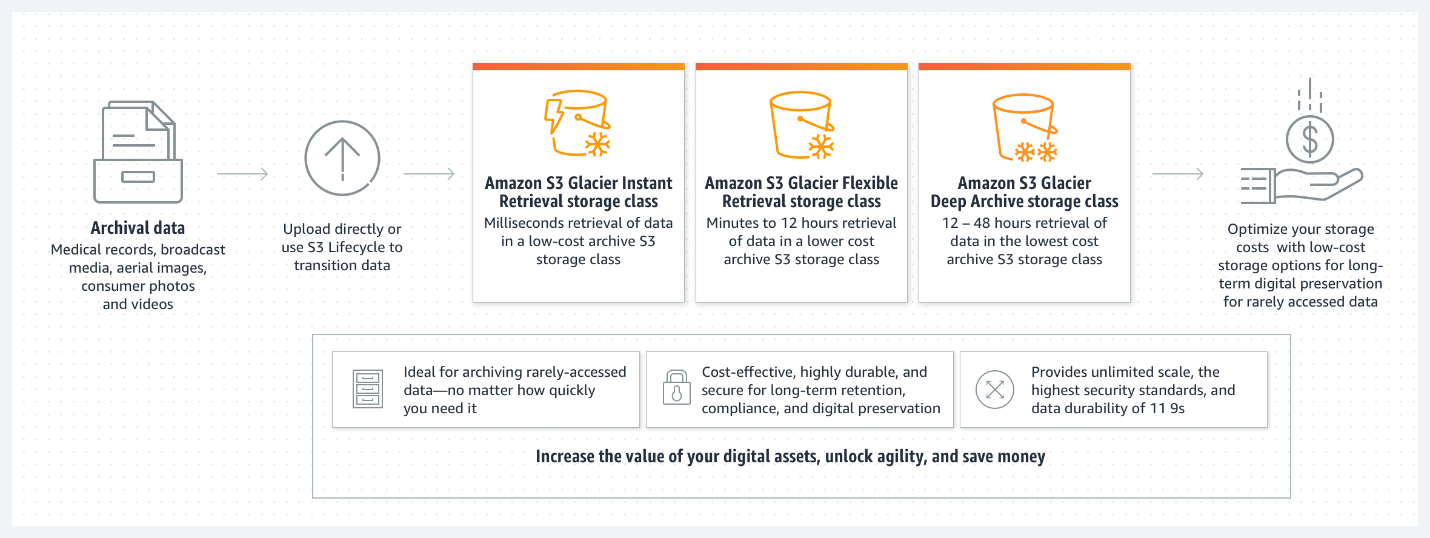 Archival data
Medical records, broadcast
media, aerial images,
consumer photos
and videos
Upload directly or
use S3 Lifecycle to
transition data
Amazon S3 Glacier Instant
Retrieval storage class
Milliseconds retrieval of data
in a low-cost archive S3
storage class
Amazon S3 Glacier Flexible
Retrieval storage class
Minutes to 12 hours retrieval
of data in a lower cost
archive S3 storage class
Amazon S3 Glacier
Deep Archive storage class
12 – 48 hours retrieval of
data in the lowest cost
archive S3 storage class
$
Optimize your storage
costs with low-cost
storage options for long-
term digital preservation
for rarely accessed data
Ideal for archiving rarely-accessed
data—no matter how quickly
you need it
Cost-effective, highly durable, and
secure for long-term retention,
compliance, and digital preservation
Provides unlimited scale, the
highest security standards, and
data durability of 11 9s
Increase the value of your digital assets, unlock agility, and save money